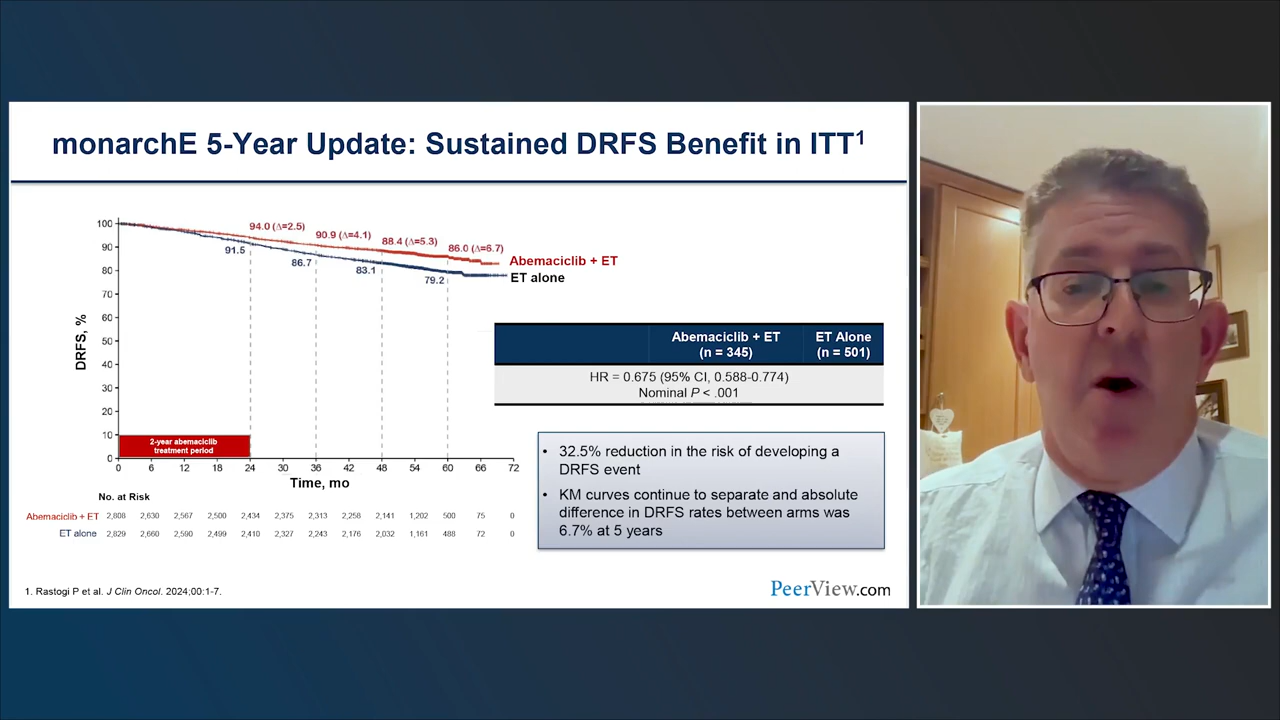 monarchE 5-Year Update: Sustained DRFS Benefit in ITT1
100
90
80
70
60
50
40
30
20
10
0
DRFS, %
94.0 (Δ=2.5)
90.9 (Δ=4.1)
88.4 (Δ=5.3)
86.0 (Δ=6.7)
91.5
86.7
83.1
79.2
Abemaciclib + ET
ET alone
2-year abemaciclib
treatment period
0 6 12 18 24 30 36 42 48 54 60 66 72
Time, mo
Abemaciclib + ET ET Alone
(n = 345) (n = 501)
HR = 0.675 (95% CI, 0.588-0.774)
Nominal P < .001
• 32.5% reduction in the risk of developing a
DRFS event
• KM curves continue to separate and absolute
difference in DRFS rates between arms was
6.7% at 5 years
No. at Risk
Abemaciclib + ET 2,808 2,630 2,567 2,500 2,434 2,375 2,313 2,258 2,141 1,202 500 75 0
ET alone 2,829 2,660 2,590 2,499 2,410 2,327 2,243 2,176 2,032 1,161 488 72 0
1. Rastogi P et al. J Clin Oncol. 2024;00:1-7.
PeerView.com